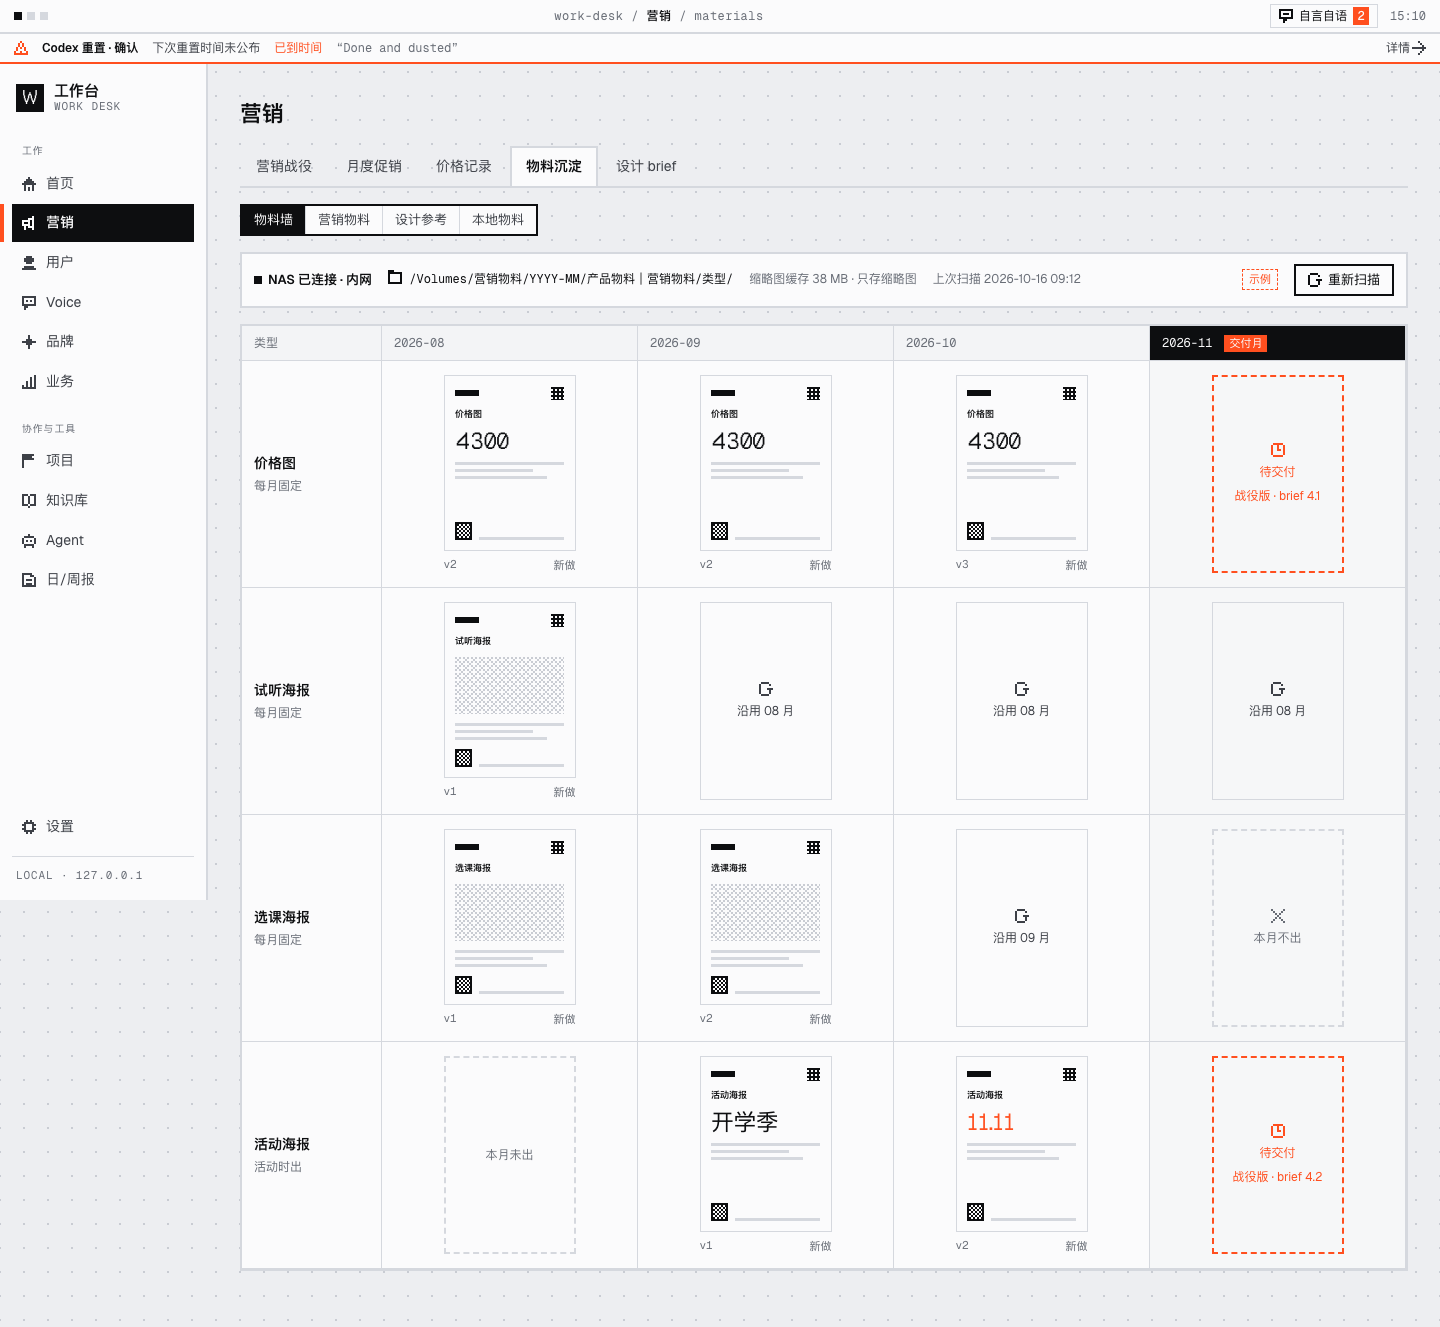 work-desk / 营销 / materials
自言自语 2
15:10
Codex 重置 · 确认 下次重置时间未公布 已到时间 “Done and dusted”
详情
W
工作台
WORK DESK
工作
首页
营销
用户
Voice
品牌
业务
协作与工具
项目
知识库
Agent
日/周报
设置
LOCAL · 127.0.0.1
营销
营销战役 月度促销 价格记录 物料沉淀 设计 brief
物料墙 营销物料 设计参考 本地物料
NAS 已连接 · 内网 /Volumes/营销物料/YYYY-MM/产品物料 | 营销物料/类型/ 缩略图缓存 38 MB · 只存缩略图 上次扫描 2026-10-16 09:12 示例 重新扫描
类型 2026-08 2026-09 2026-10 2026-11 交付月
价格图
每月固定
价格图
4300
v2 新做
价格图
4300
v2 新做
价格图
4300
v3 新做
待交付
战役版 · brief 4.1
试听海报
每月固定
试听海报
v1 新做
沿用 08 月
沿用 08 月
沿用 08 月
选课海报
每月固定
选课海报
v1 新做
选课海报
v2 新做
沿用 09 月
本月不出
活动海报
活动时出
本月未出
活动海报
开学季
v1 新做
活动海报
11.11
v2 新做
待交付
战役版 · brief 4.2